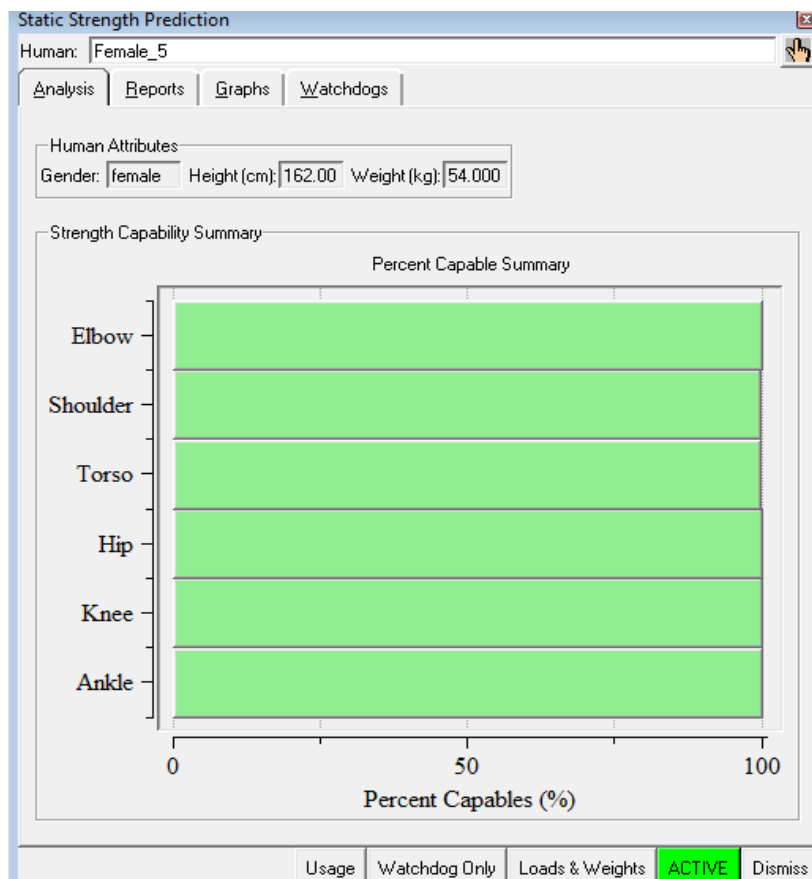 Static Strength Prediction
Human: Female_5
Analysis Reports Graphs Watchdogs
Human Attributes
Gender: female Height (cm): 162.00 Weight (kg): 54.000
Strength Capability Summary
Percent Capable Summary
Elbow
Shoulder
Torso
Hip
Knee
Ankle
0 50 100
Percent Capables (%)
Usage Watchdog Only Loads & Weights ACTIVE Dismiss